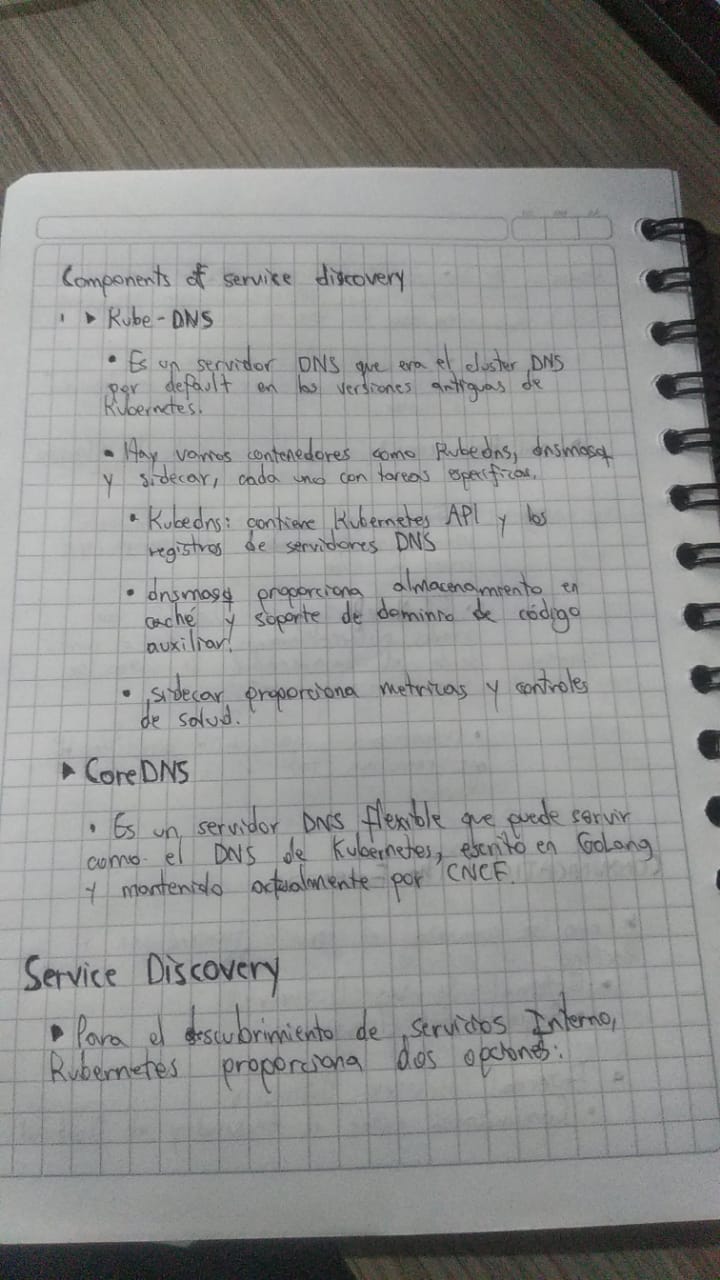 Components of service discovery
▸ Kube-DNS
• Es un servidor DNS que era el cluster DNS
por default en las versiones antiguas de
Kubernetes.
• Hay varios contenedores como Kubedns, dnsmasq
y sidecar, cada uno con tareas específicas.
• Kubedns: contiene Kubernetes API y los
registros de servidores DNS
• dnsmasq proporciona almacenamiento en
caché y soporte de dominio de código
auxiliar.
• sidecar proporciona metricas y controles
de salud.
▸ CoreDNS
• Es un servidor DNS flexible que puede servir
como el DNS de Kubernetes, escrito en GoLang
y mantenido actualmente por CNCF.
Service Discovery
▸ Para el descubrimiento de servicios Interno,
Kubernetes proporciona dos opciones: